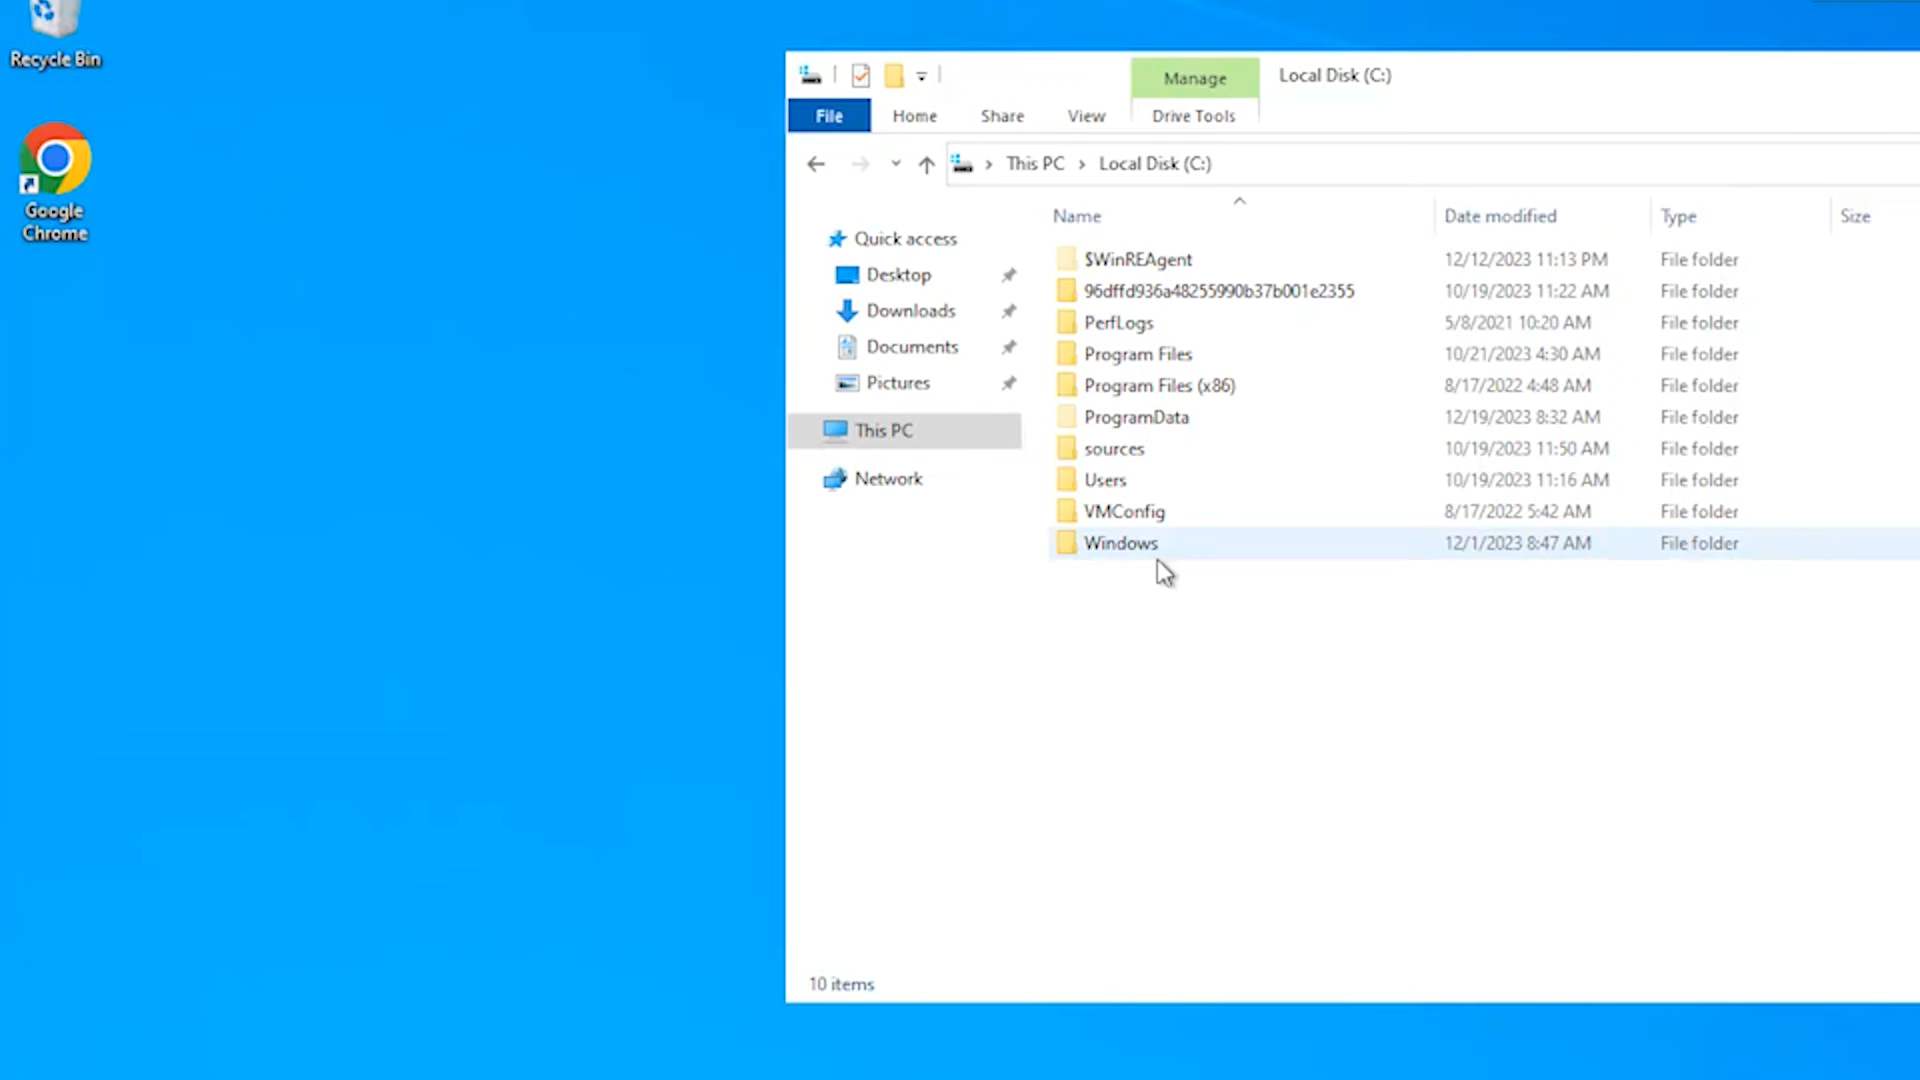 Recycle Bin
Google
Chrome
Manage
Local Disk (C:)
File
Home
Share
View
Drive Tools
This PC
Local Disk (C:)
Name
Date modified
Type
Size
Quick access
Desktop
Downloads
Documents
Pictures
This PC
Network
$WinREAgent 12/12/2023 11:13 PM File folder
96dffd936a48255990b37b001e2355 10/19/2023 11:22 AM File folder
PerfLogs 5/8/2021 10:20 AM File folder
Program Files 10/21/2023 4:30 AM File folder
Program Files (x86) 8/17/2022 4:48 AM File folder
ProgramData 12/19/2023 8:32 AM File folder
sources 10/19/2023 11:50 AM File folder
Users 10/19/2023 11:16 AM File folder
VMConfig 8/17/2022 5:42 AM File folder
Windows 12/1/2023 8:47 AM File folder
10 items